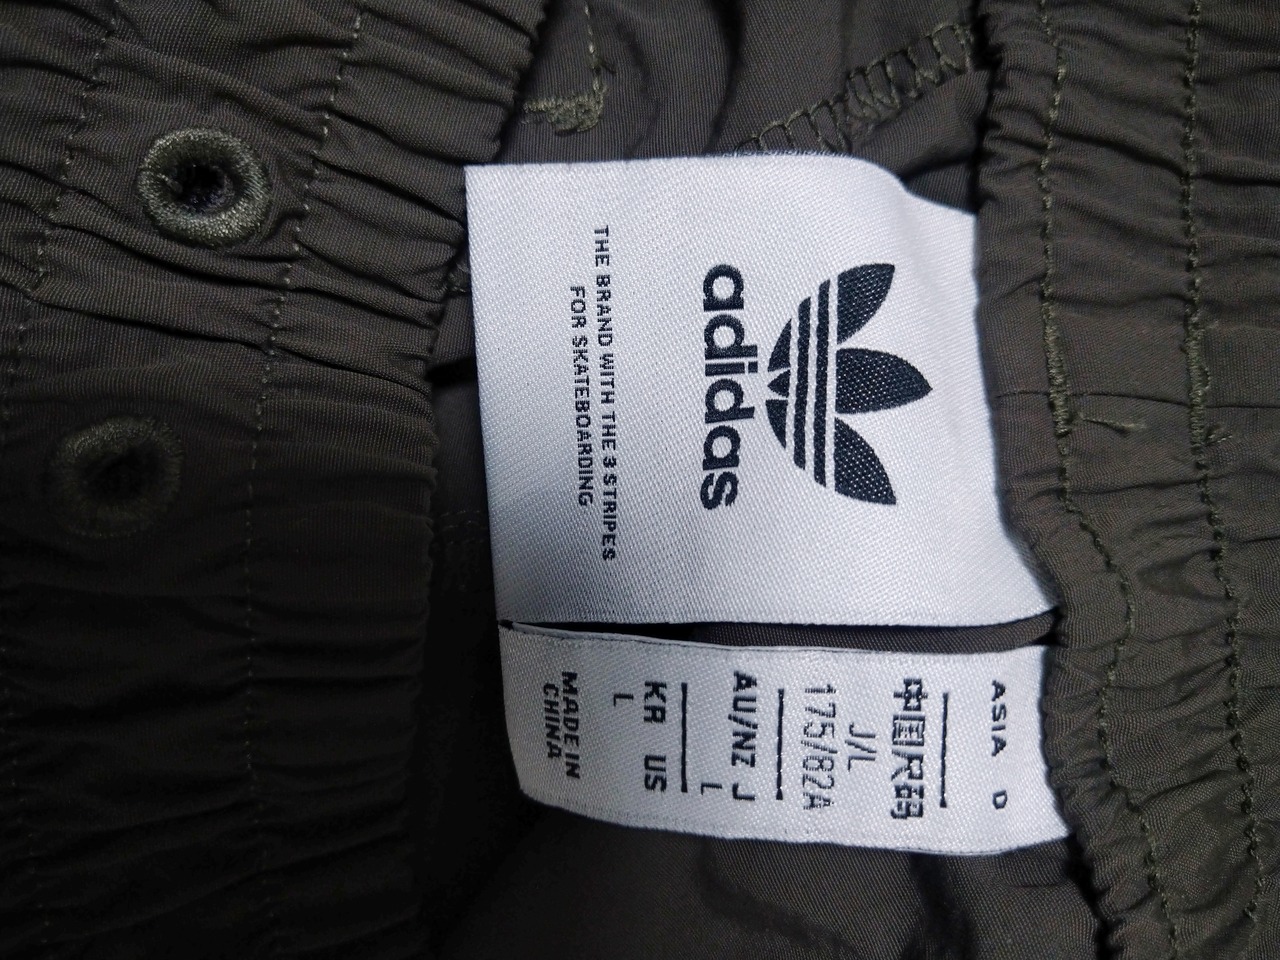 adidas
THE BRAND WITH THE 3 STRIPES
FOR SKATEBOARDING
ASIA D
中国尺码
J/L
175/82A
AU/NZ J
L
KR US
L
MADE IN
CHINA